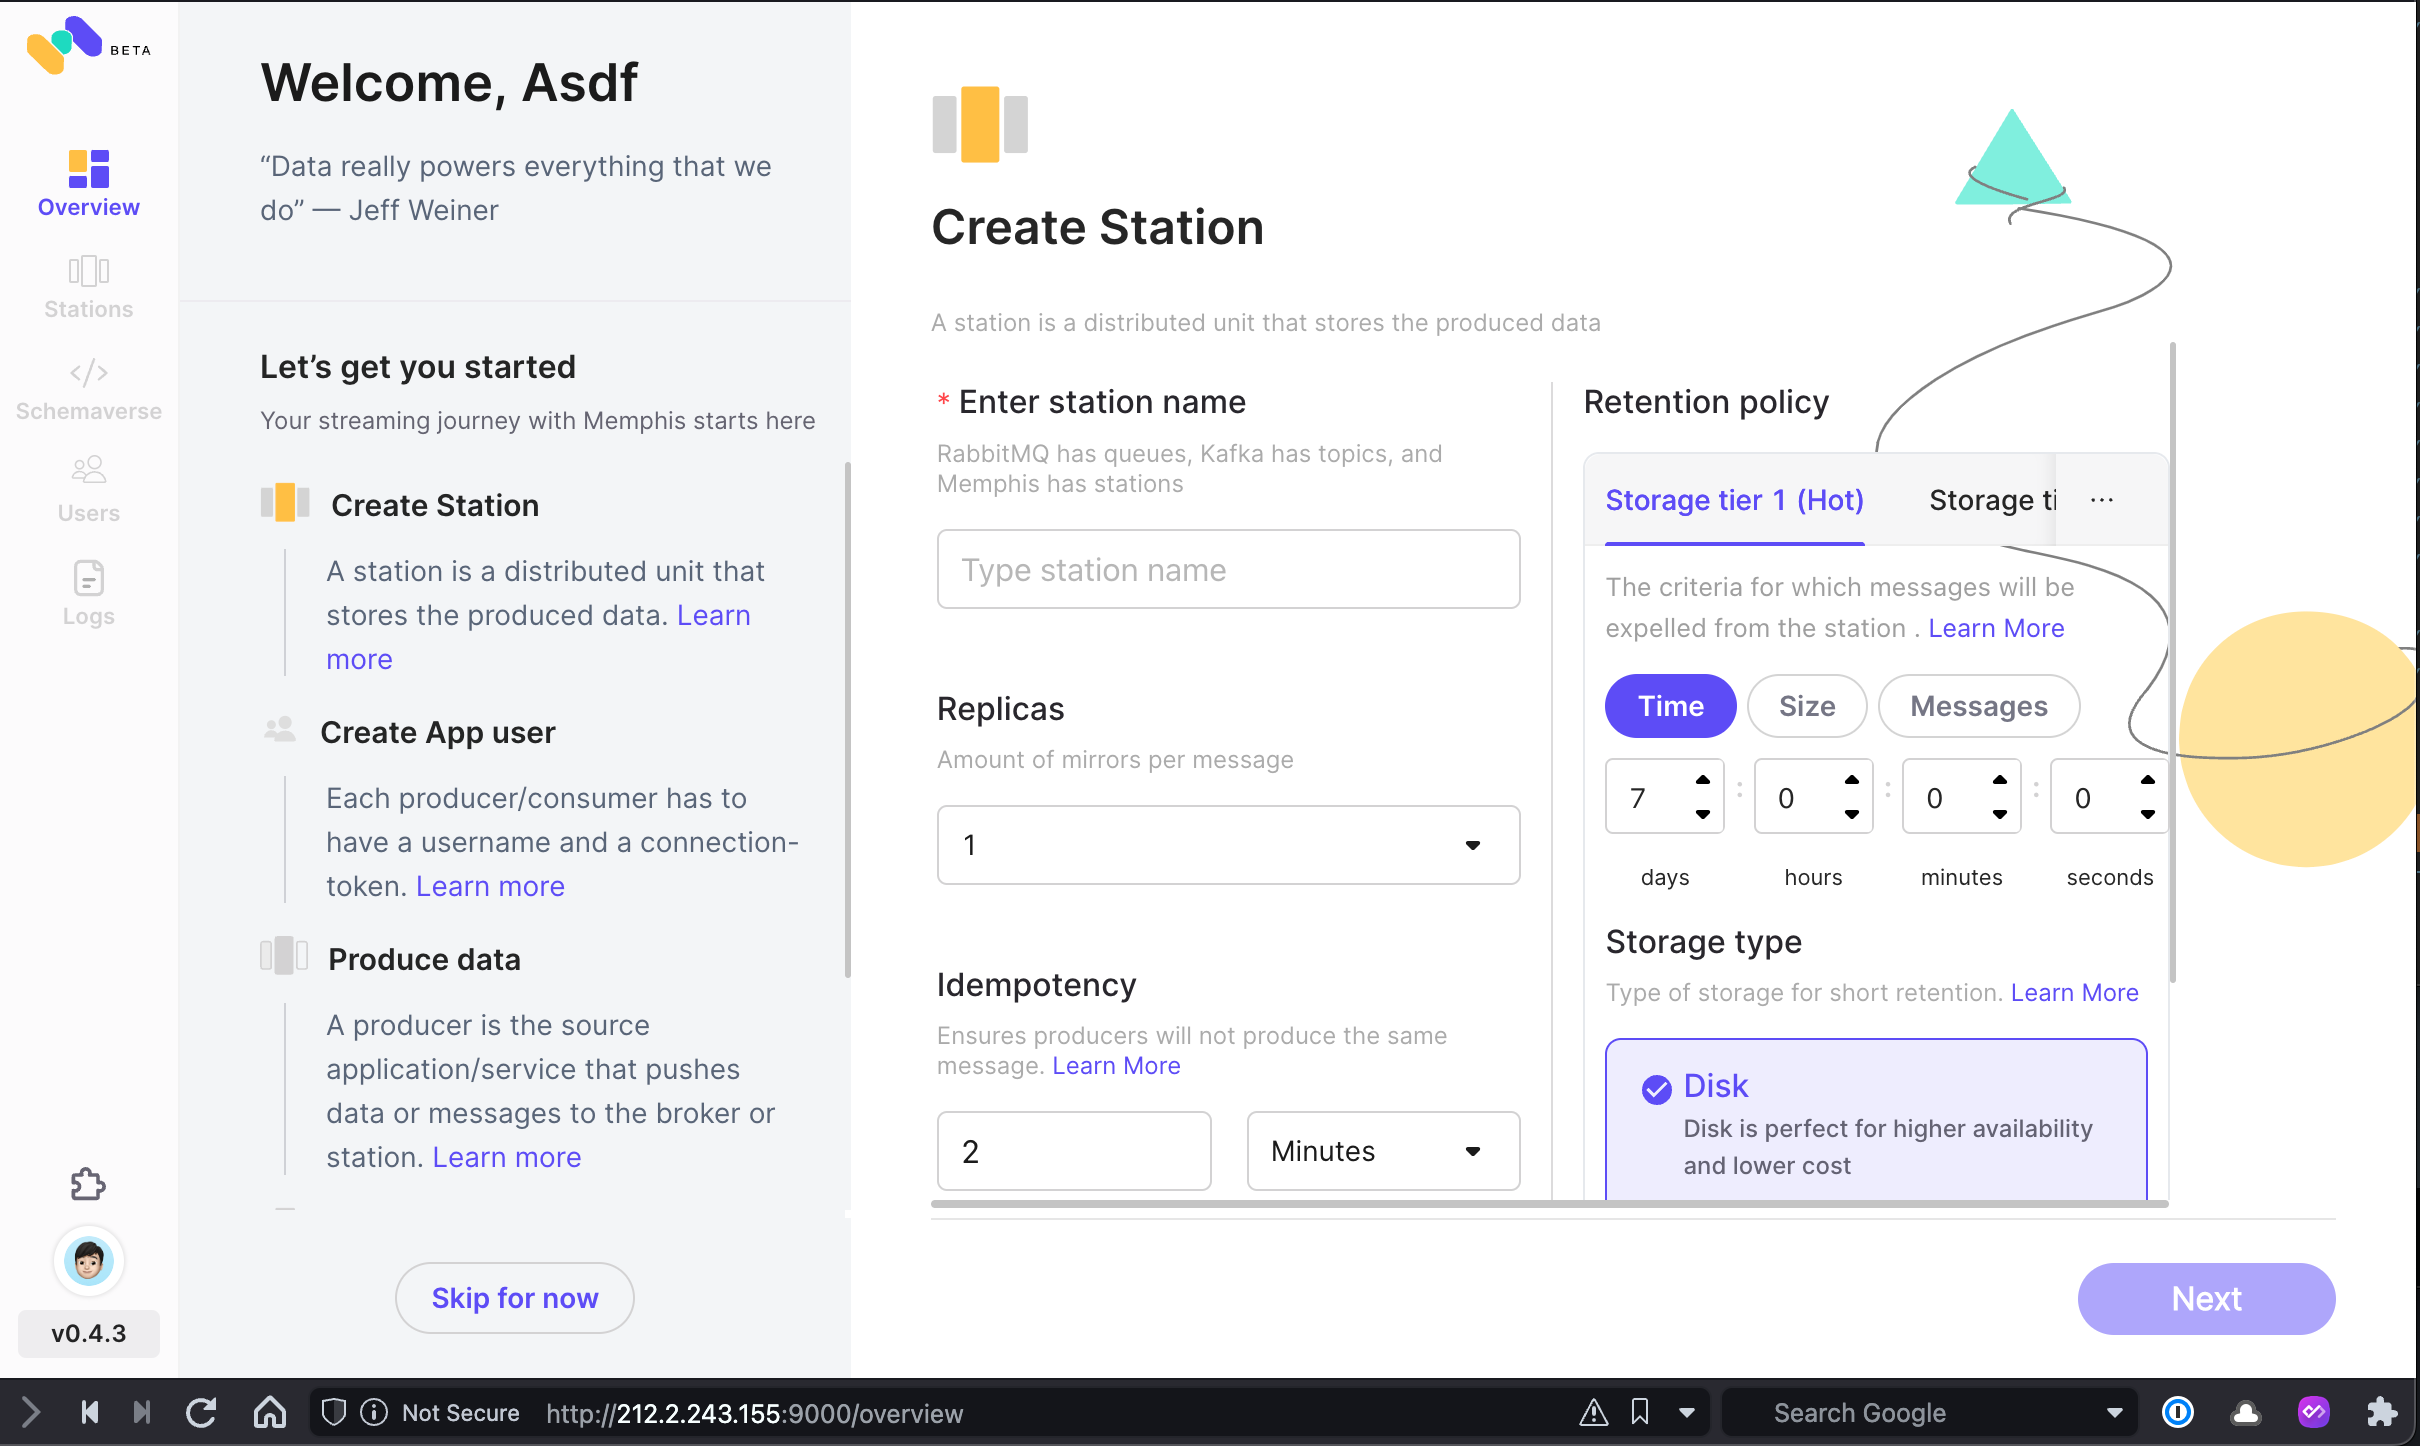 BETA
Overview
Stations
Schemaverse
Users
Logs
v0.4.3
Welcome, Asdf
“Data really powers everything that we
do” — Jeff Weiner
Let’s get you started
Your streaming journey with Memphis starts here
Create Station
A station is a distributed unit that
stores the produced data. Learn
more
Create App user
Each producer/consumer has to
have a username and a connection-
token. Learn more
Produce data
A producer is the source
application/service that pushes
data or messages to the broker or
station. Learn more
Skip for now
Create Station
A station is a distributed unit that stores the produced data
* Enter station name
RabbitMQ has queues, Kafka has topics, and
Memphis has stations
Type station name
Replicas
Amount of mirrors per message
1
Idempotency
Ensures producers will not produce the same
message. Learn More
2
Minutes
Retention policy
Storage tier 1 (Hot)
Storage ti
···
The criteria for which messages will be
expelled from the station . Learn More
Time
Size
Messages
7 : 0 : 0 : 0
days hours minutes seconds
Storage type
Type of storage for short retention. Learn More
Disk
Disk is perfect for higher availability
and lower cost
Next
Not Secure http://212.2.243.155:9000/overview
Search Google